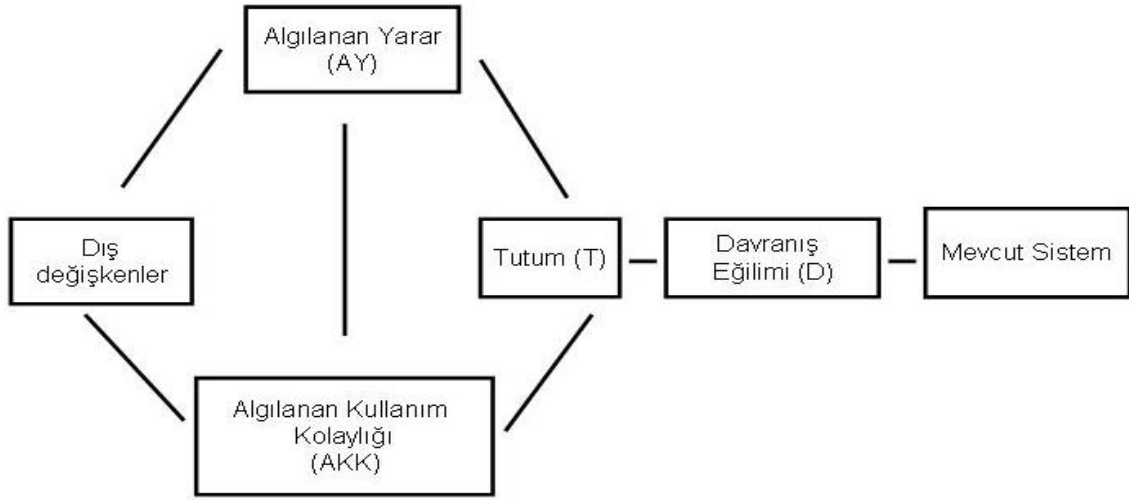 Algılanan Yarar
(AY)
Dış
değişkenler
Tutum (T)
Davranış
Eğilimi (D)
Mevcut Sistem
Algılanan Kullanım
Kolaylığı
(AKK)